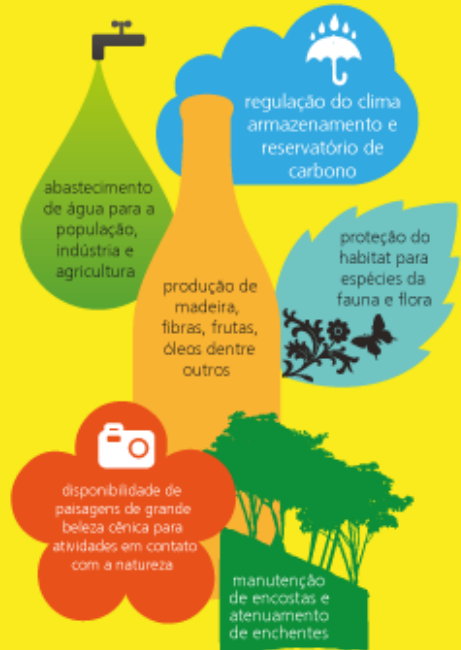 regulação do clima
armazenamento e
reservatório de
carbono
abastecimento
de água para a
população,
indústria e
agricultura
proteção do
habitat para
espécies da
fauna e flora
produção de
madeira,
fibras, frutas,
óleos dentre
outros
disponibilidade de
paisagens de grande
beleza cênica para
atividades em contato
com a natureza
manutenção
de encostas e
atenuamento
de enchentes